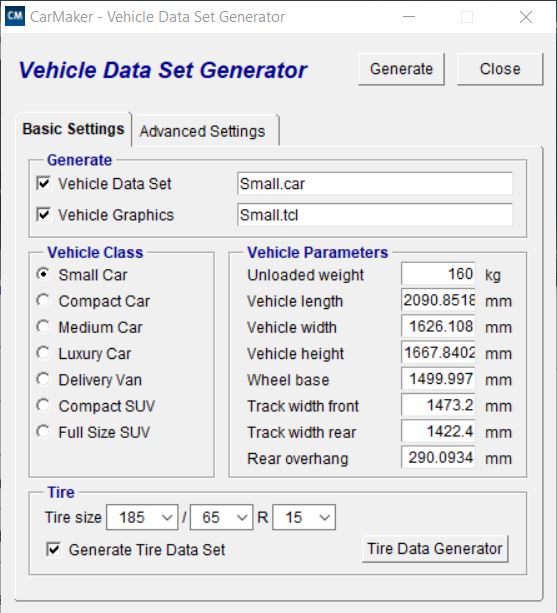 CM CarMaker - Vehicle Data Set Generator
Vehicle Data Set Generator Generate Close
Basic Settings Advanced Settings
Generate
Vehicle Data Set Small.car
Vehicle Graphics Small.tcl
Vehicle Class
Small Car
Compact Car
Medium Car
Luxury Car
Delivery Van
Compact SUV
Full Size SUV
Vehicle Parameters
Unloaded weight 160 kg
Vehicle length 2090.8518 mm
Vehicle width 1626.108 mm
Vehicle height 1667.8402 mm
Wheel base 1499.997 mm
Track width front 1473.2 mm
Track width rear 1422.4 mm
Rear overhang 290.0934 mm
Tire
Tire size 185 / 65 R 15
Generate Tire Data Set Tire Data Generator